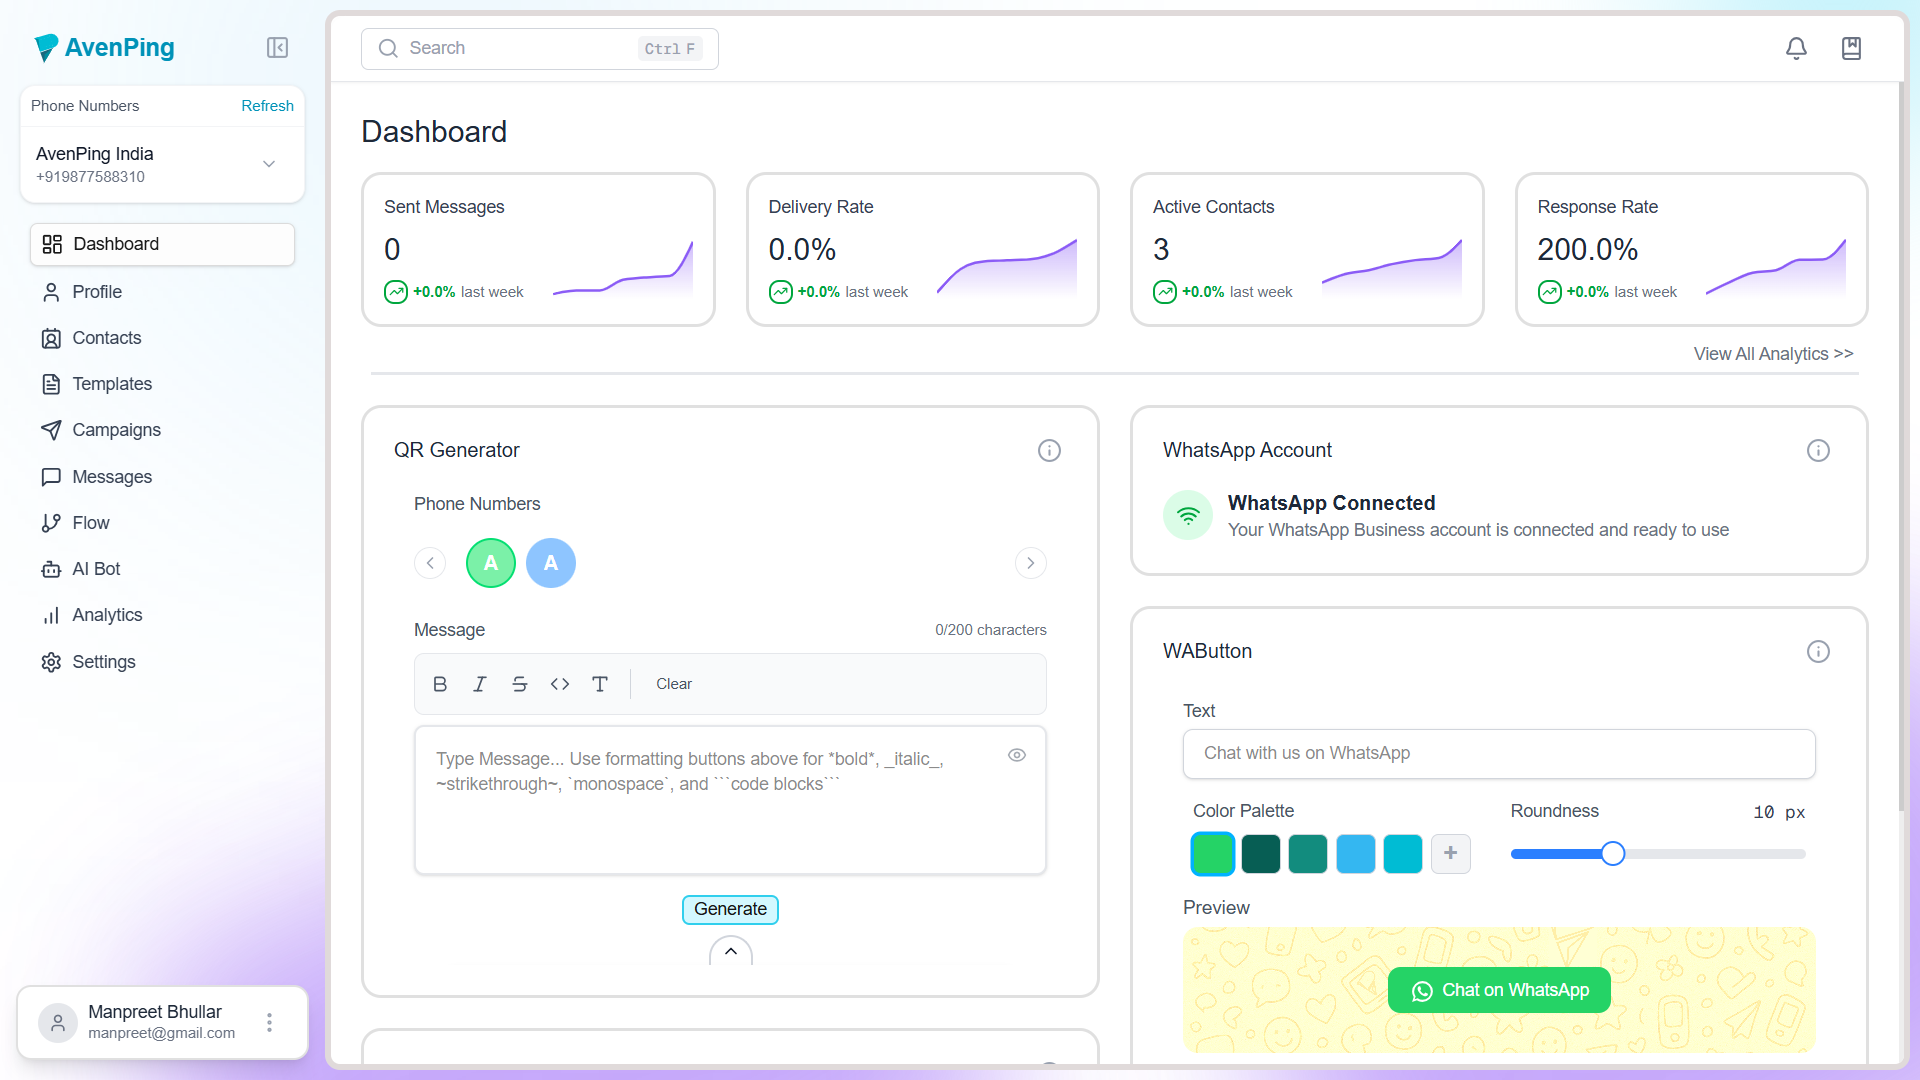 AvenPing
Phone Numbers
Refresh
AvenPing India
+919877588310
Dashboard
Profile
Contacts
Templates
Campaigns
Messages
Flow
AI Bot
Analytics
Settings
Manpreet Bhullar
manpreet@gmail.com
Search
Ctrl F
Dashboard
Sent Messages
0
+0.0% last week
Delivery Rate
0.0%
+0.0% last week
Active Contacts
3
+0.0% last week
Response Rate
200.0%
+0.0% last week
View All Analytics >>
QR Generator
Phone Numbers
A
A
Message
0/200 characters
Clear
Type Message... Use formatting buttons above for *bold*, _italic_,
~strikethrough~, `monospace`, and ```code blocks```
Generate
WhatsApp Account
WhatsApp Connected
Your WhatsApp Business account is connected and ready to use
WAButton
Text
Chat with us on WhatsApp
Color Palette
+
Roundness
10 px
Preview
Chat on WhatsApp